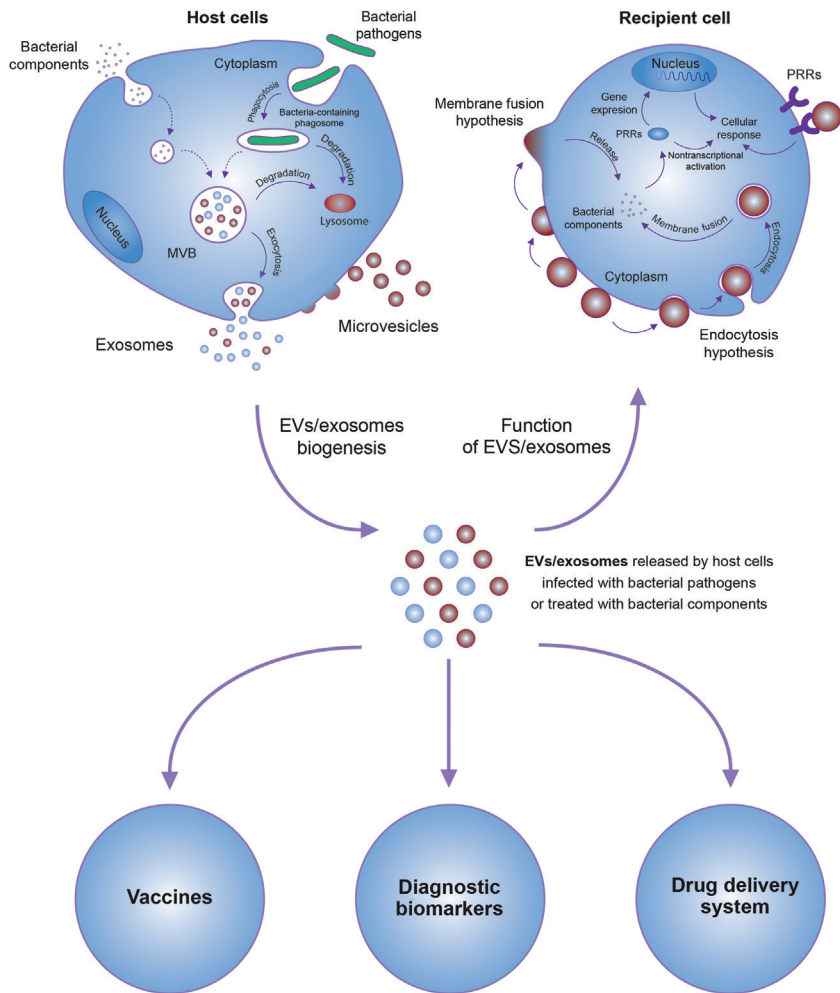 Host cells
Bacterial
pathogens
Bacterial
components
Cytoplasm
Phagocytosis
Bacteria-containing
phagosome
Degradation
Degradation
Lysosome
Nucleus
MVB
Exocytosis
Exosomes
Microvesicles
Recipient cell
Nucleus
PRRs
Membrane fusion
hypothesis
Gene
expresion
PRRs
Cellular
response
Nontranscriptional
activation
Release
Bacterial
components
Membrane fusion
Endocytosis
Cytoplasm
Endocytosis
hypothesis
EVs/exosomes
biogenesis
Function
of EVS/exosomes
EVs/exosomes released by host cells
infected with bacterial pathogens
or treated with bacterial components
Vaccines
Diagnostic
biomarkers
Drug delivery
system